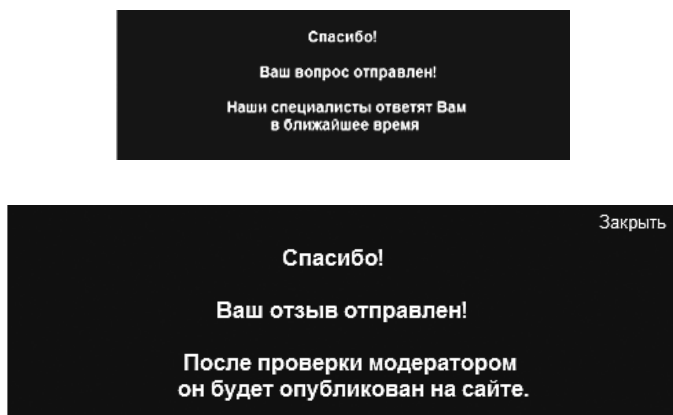 Спасибо!
Ваш вопрос отправлен!
Наши специалисты ответят Вам
в ближайшее время
Закрыть
Спасибо!
Ваш отзыв отправлен!
После проверки модератором
он будет опубликован на сайте.